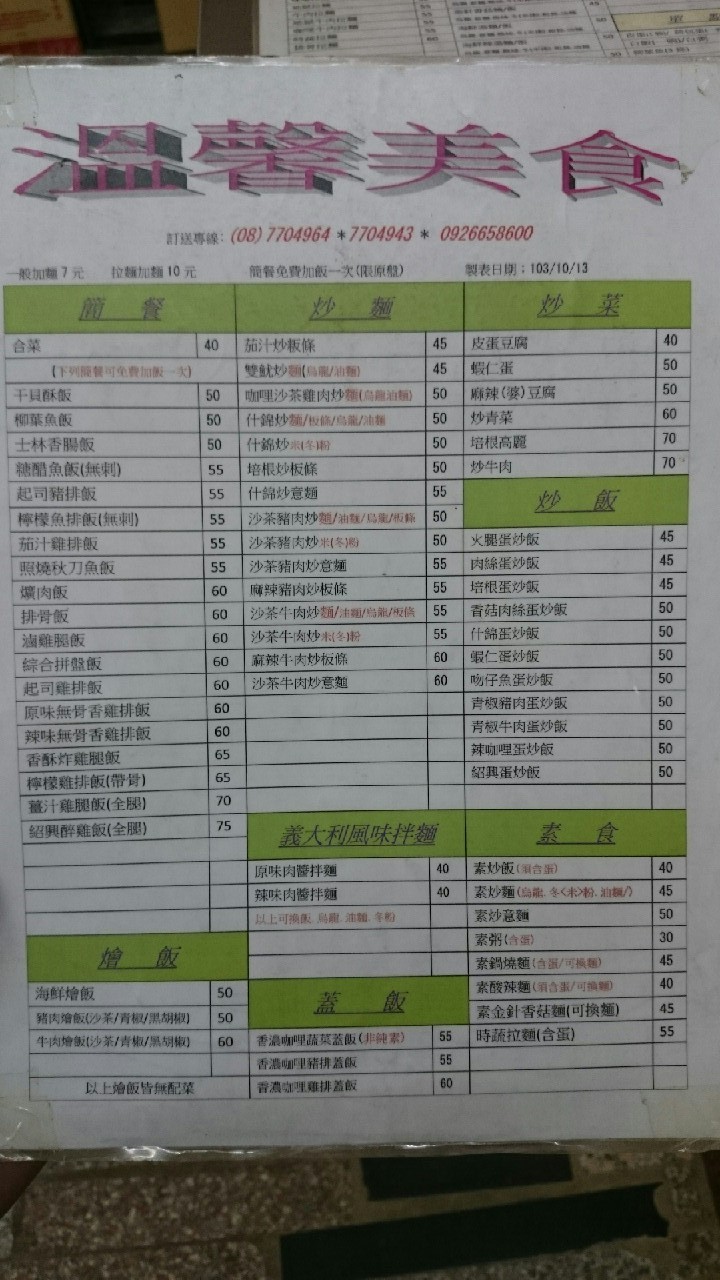 溫馨美食
訂送專線: (08) 7704964 * 7704943 * 0926658600
一般加麵 7 元 拉麵加麵 10 元 簡餐免費加飯一次(限原盤) 製表日期：103/10/13
簡 餐
合菜 40
(下列簡餐可免費加飯一次)
干貝酥飯 50
柳葉魚飯 50
士林香腸飯 50
糖醋魚飯(無刺) 55
起司豬排飯 55
檸檬魚排飯(無刺) 55
茄汁雞排飯 55
照燒秋刀魚飯 55
爌肉飯 60
排骨飯 60
滷雞腿飯 60
綜合拼盤飯 60
起司雞排飯 60
原味無骨香雞排飯 60
辣味無骨香雞排飯 60
香酥炸雞腿飯 65
檸檬雞排飯(帶骨) 65
薑汁雞腿飯(全腿) 70
紹興醉雞飯(全腿) 75
燴 飯
海鮮燴飯 50
豬肉燴飯(沙茶/青椒/黑胡椒) 50
牛肉燴飯(沙茶/青椒/黑胡椒) 60
以上燴飯皆無配菜
炒 麵
茄汁炒粄條 45
雙魷炒麵(烏龍/油麵) 45
咖哩沙茶雞肉炒麵(烏龍油麵) 50
什錦炒麵/板條/烏龍/油麵 50
什錦炒米(冬)粉 50
培根炒板條 50
什錦炒意麵 55
沙茶豬肉炒麵/油麵/烏龍/板條 50
沙茶豬肉炒米(冬)粉 50
沙茶豬肉炒意麵 55
麻辣豬肉炒板條 55
沙茶牛肉炒麵/油麵/烏龍/板條 55
沙茶牛肉炒米(冬)粉 55
麻辣牛肉炒板條 60
沙茶牛肉炒意麵 60
義大利風味拌麵
原味肉醬拌麵 40
辣味肉醬拌麵 40
以上可換飯. 烏龍. 油麵. 冬粉
蓋 飯
香濃咖哩蔬菜蓋飯(非純素) 55
香濃咖哩豬排蓋飯 55
香濃咖哩雞排蓋飯 60
炒 菜
皮蛋豆腐 40
蝦仁蛋 50
麻辣(婆)豆腐 50
炒青菜 60
培根高麗 70
炒牛肉 70
炒 飯
火腿蛋炒飯 45
肉絲蛋炒飯 45
培根蛋炒飯 45
香菇肉絲蛋炒飯 50
什錦蛋炒飯 50
蝦仁蛋炒飯 50
吻仔魚蛋炒飯 50
青椒豬肉蛋炒飯 50
青椒牛肉蛋炒飯 50
辣咖哩蛋炒飯 50
紹興蛋炒飯 50
素 食
素炒飯(須含蛋) 40
素炒麵(烏龍. 冬<米>粉. 油麵/) 45
素炒意麵 50
素粥(含蛋) 30
素鍋燒麵(含蛋/可換麵) 45
素酸辣麵(須含蛋/可換麵) 40
素金針香菇麵(可換麵) 45
時蔬拉麵(含蛋) 55